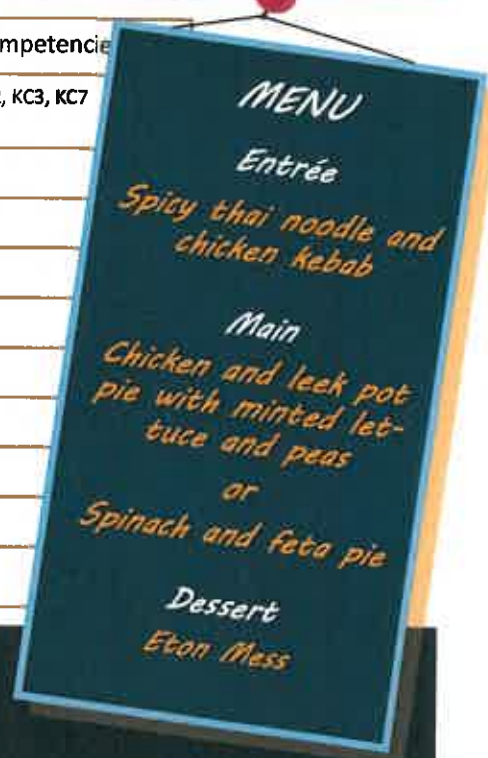 mpetencie
, KC3, KC7
MENU
Entrée
Spicy thai noodle and
chicken kebab
Main
Chicken and leek pot
pie with minted let-
tuce and peas
or
Spinach and feta pie
Dessert
Eton Mess